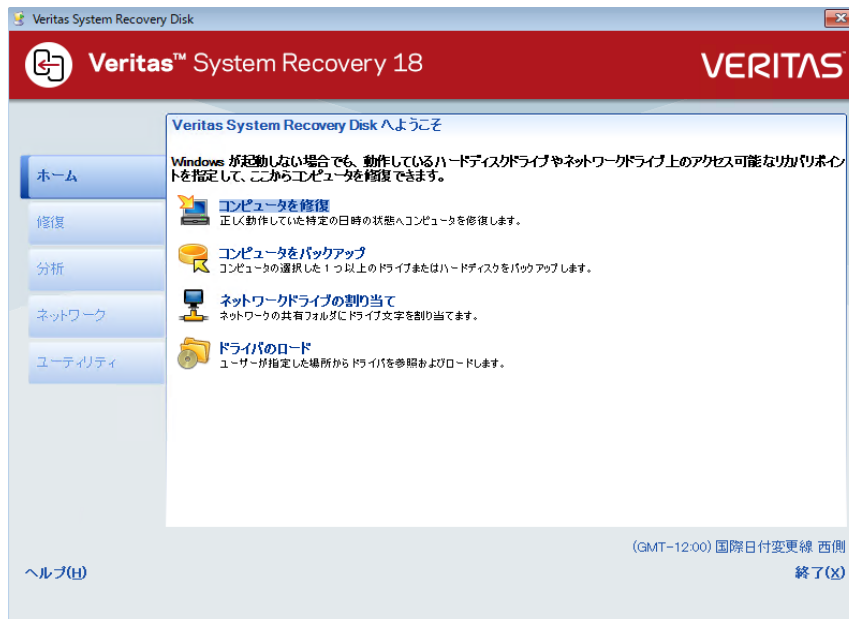 Veritas System Recovery Disk
Veritas™ System Recovery 18
VERITAS
Veritas System Recovery Disk へようこそ
Windows が起動しない場合でも、動作しているハードディスクドライブやネットワークドライブ上のアクセス可能なリカバリポイン
トを指定して、ここからコンピュータを修復できます。
ホーム
修復
分析
ネットワーク
ユーティリティ
コンピュータを修復
正しく動作していた特定の日時の状態へコンピュータを修復します。
コンピュータをバックアップ
コンピュータの選択した 1 つ以上のドライブまたはハードディスクをバックアップします。
ネットワークドライブの割り当て
ネットワークの共有フォルダにドライブ文字を割り当てます。
ドライバのロード
ユーザーが指定した場所からドライバを参照およびロードします。
(GMT-12:00) 国際日付変更線 西側
ヘルプ(H)
終了(X)